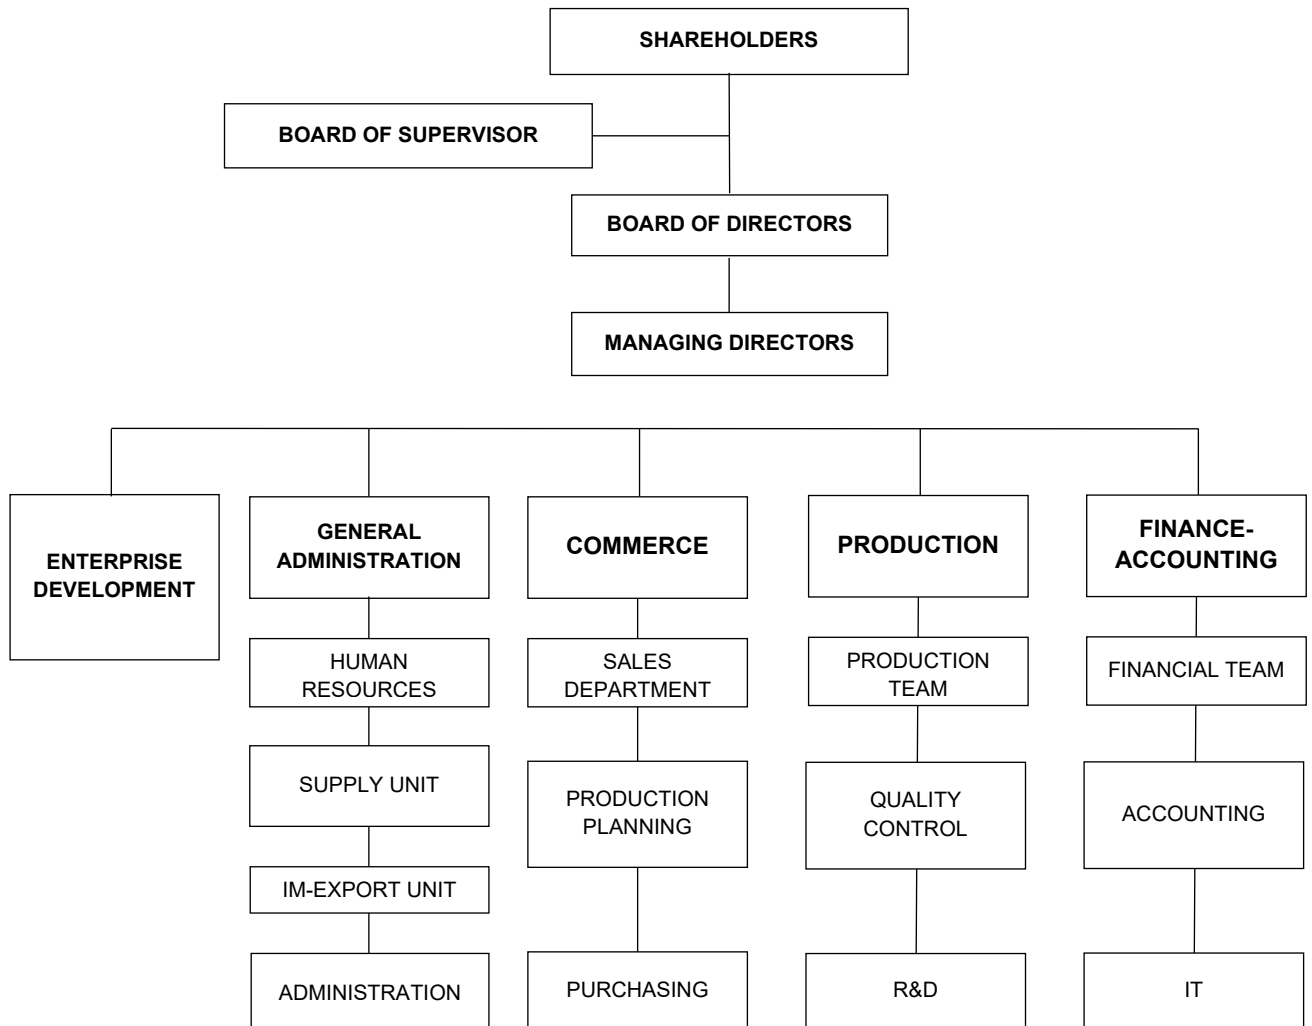 SHAREHOLDERS
BOARD OF SUPERVISOR
BOARD OF DIRECTORS
MANAGING DIRECTORS
ENTERPRISE
DEVELOPMENT
GENERAL
ADMINISTRATION
COMMERCE
PRODUCTION
FINANCE-
ACCOUNTING
HUMAN
RESOURCES
SALES
DEPARTMENT
PRODUCTION
TEAM
FINANCIAL TEAM
SUPPLY UNIT
PRODUCTION
PLANNING
QUALITY
CONTROL
ACCOUNTING
IM-EXPORT UNIT
ADMINISTRATION
PURCHASING
R&D
IT